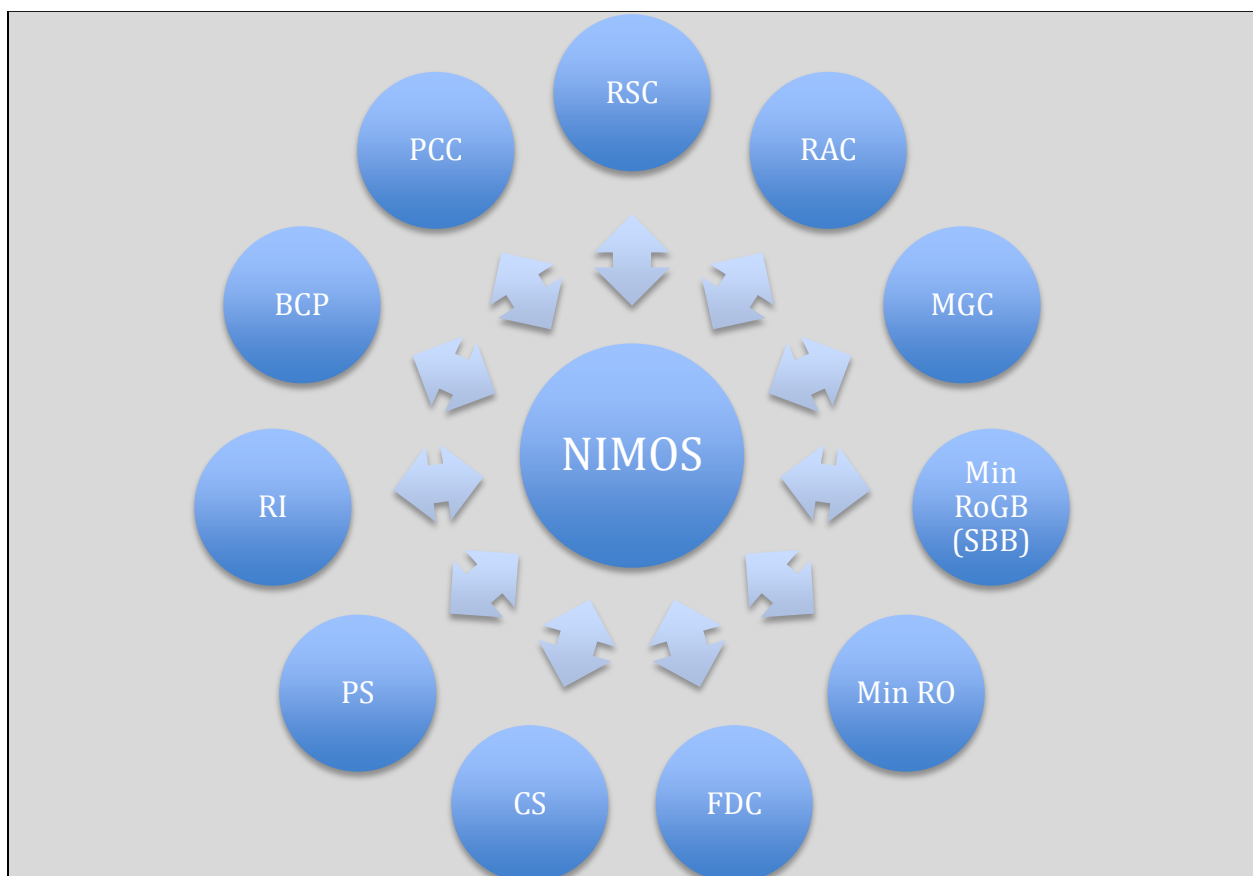 RSC
PCC
RAC
BCP
MGC
NIMOS
RI
Min
RoGB
(SBB)
PS
Min RO
CS
FDC